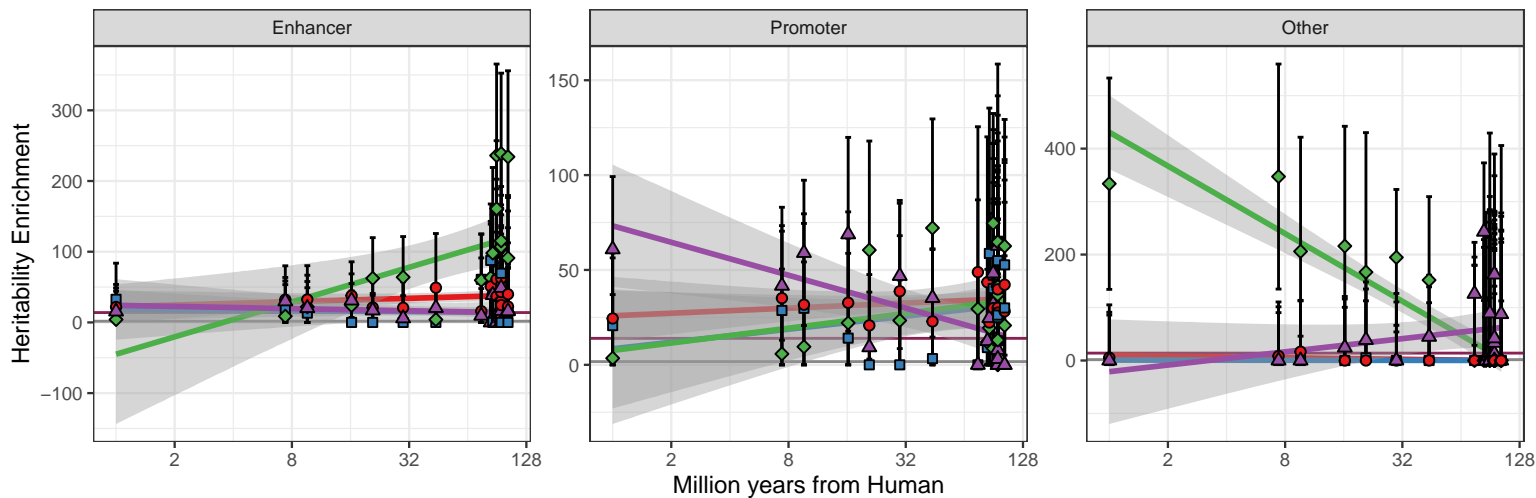 Enhancer
Promoter
Other
Heritability Enrichment
300
200
100
0
−100
150
100
50
0
400
200
0
2 8 32 128
2 8 32 128
2 8 32 128
Million years from Human